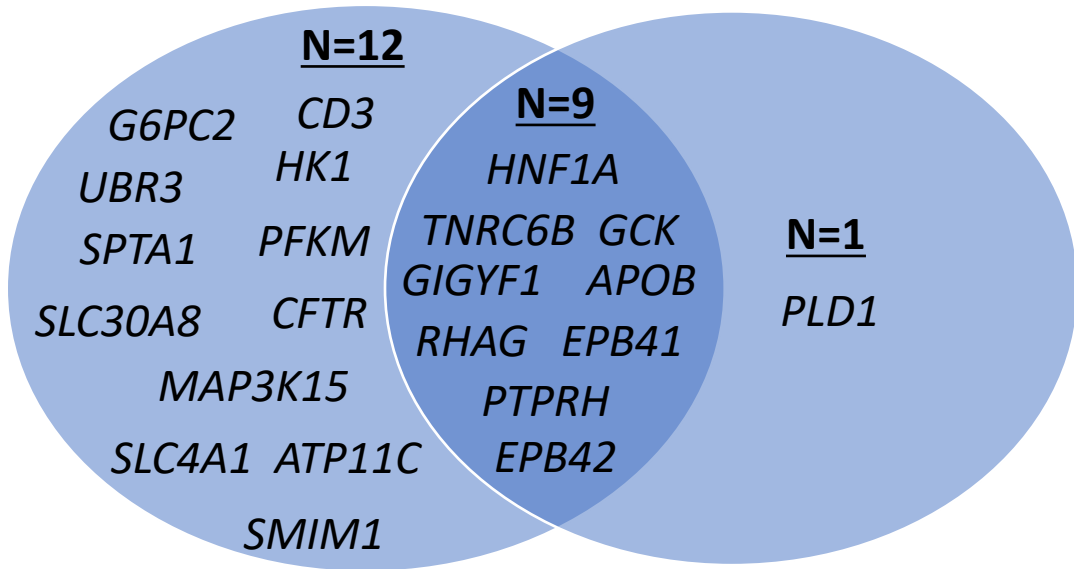 N=12
G6PC2 CD3
HK1
UBR3
SPTA1 PFKM
SLC30A8 CFTR
MAP3K15
SLC4A1 ATP11C
SMIM1
N=9
HNF1A
TNRC6B GCK
GIGYF1 APOB
RHAG EPB41
PTPRH
EPB42
N=1
PLD1